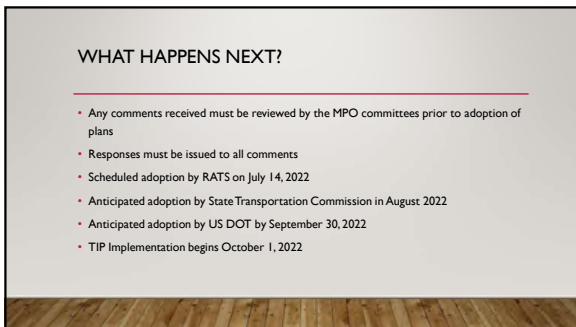 WHAT HAPPENS NEXT?
• Any comments received must be reviewed by the MPO committees prior to adoption of
plans
• Responses must be issued to all comments
• Scheduled adoption by RATS on July 14, 2022
• Anticipated adoption by State Transportation Commission in August 2022
• Anticipated adoption by US DOT by September 30, 2022
• TIP Implementation begins October 1, 2022